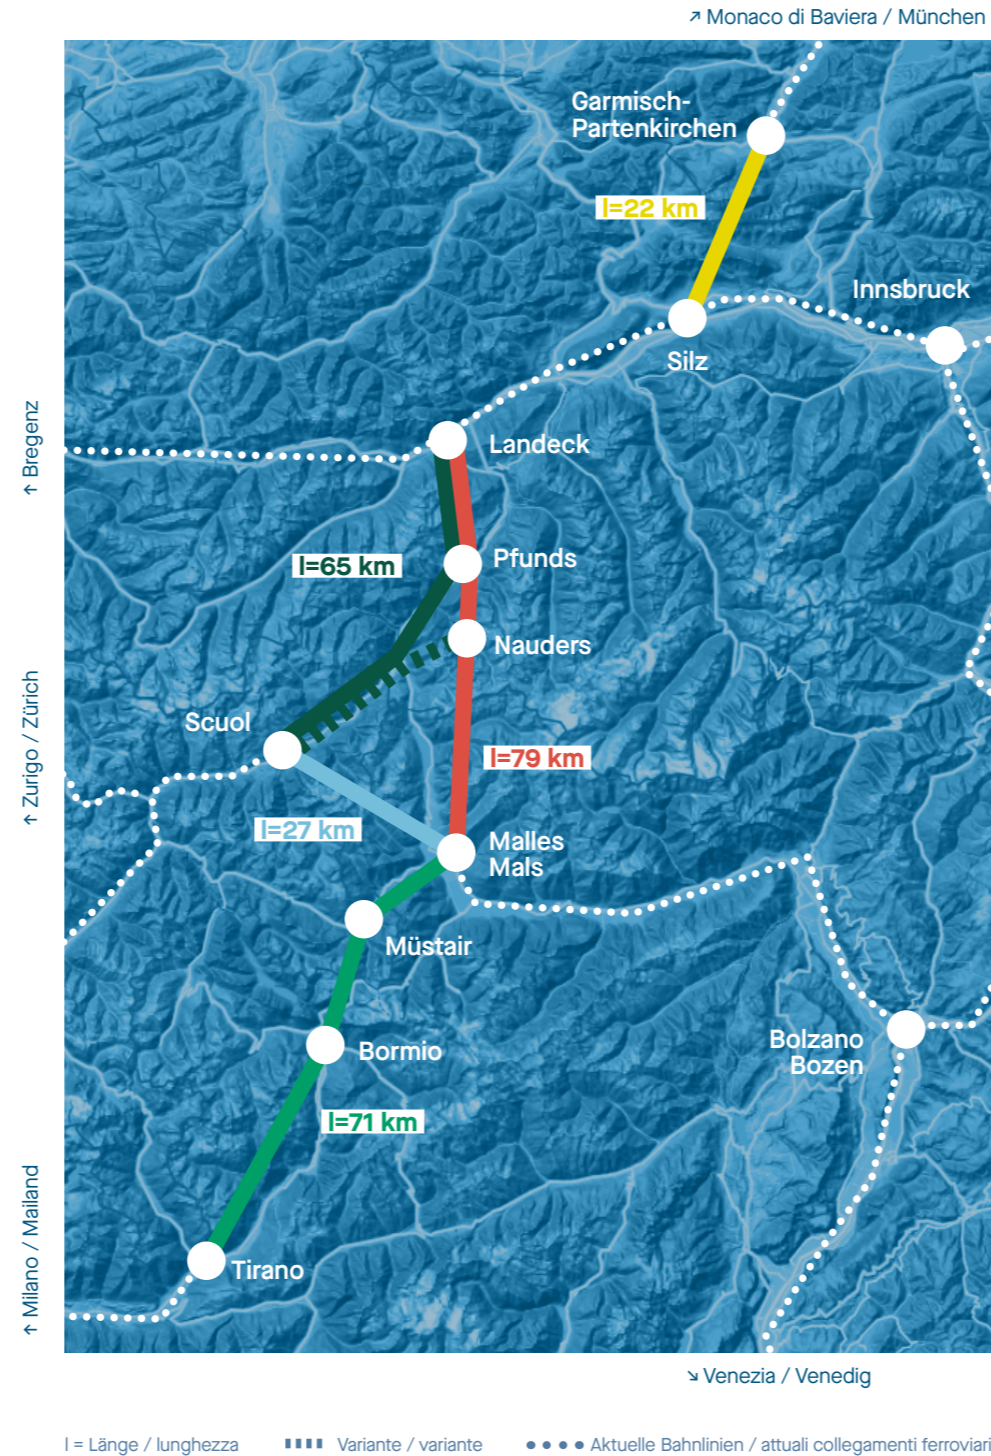 ↗ Monaco di Baviera / München
Garmisch-
Partenkirchen
l=22 km
Innsbruck
Silz
↑ Bregenz
Landeck
l=65 km
Pfunds
Nauders
↑ Zurigo / Zürich
Scuol
l=79 km
l=27 km
Malles
Mals
Müstair
Bolzano
Bozen
Bormio
l=71 km
↑ Milano / Mailand
Tirano
↘ Venezia / Venedig
l = Länge / lunghezza
Variante / variante
Aktuelle Bahnlinien / attuali collegamenti ferroviari